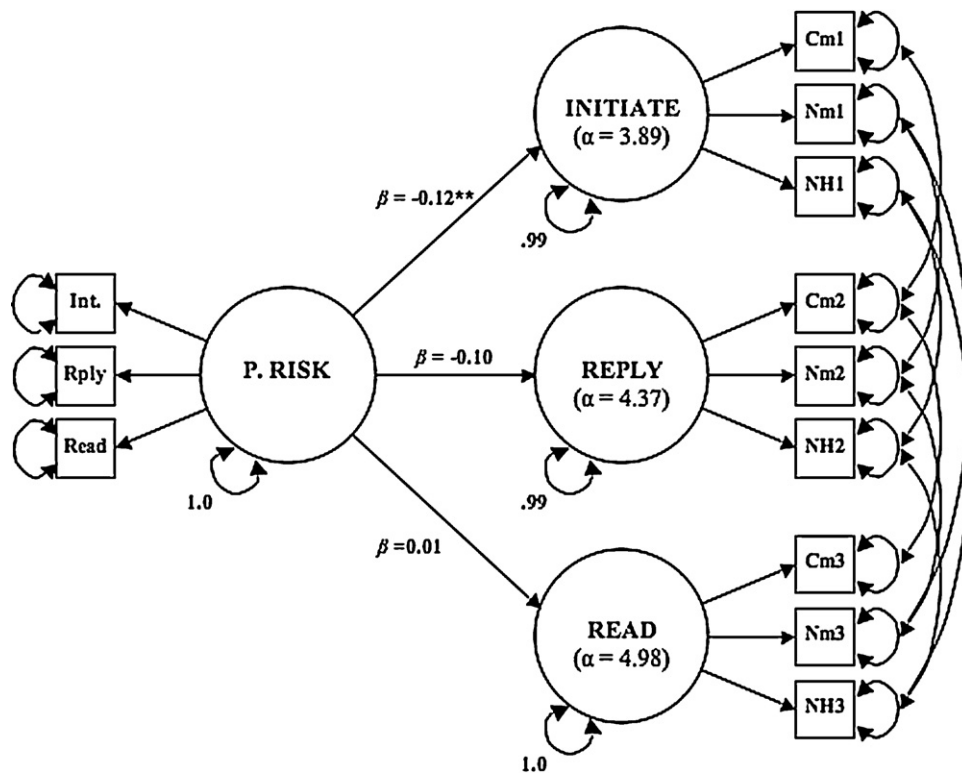 Cm1
INITIATE
(α = 3.89)
Nm1
NH1
β = -0.12**
.99
Int.
Rply
Read
P. RISK
1.0
β = -0.10
REPLY
(α = 4.37)
.99
Cm2
Nm2
NH2
β =0.01
READ
(α = 4.98)
1.0
Cm3
Nm3
NH3